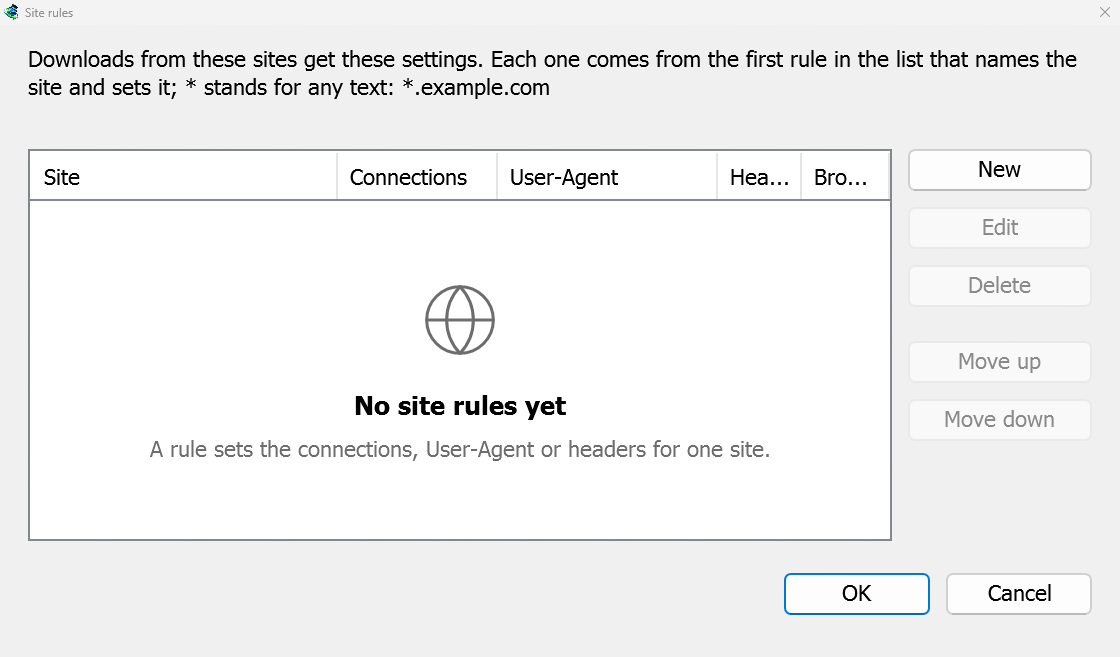 Site rules
Downloads from these sites get these settings. Each one comes from the first rule in the list that names the
site and sets it; * stands for any text: *.example.com
Site
Connections
User-Agent
Hea...
Bro...
No site rules yet
A rule sets the connections, User-Agent or headers for one site.
New
Edit
Delete
Move up
Move down
OK
Cancel